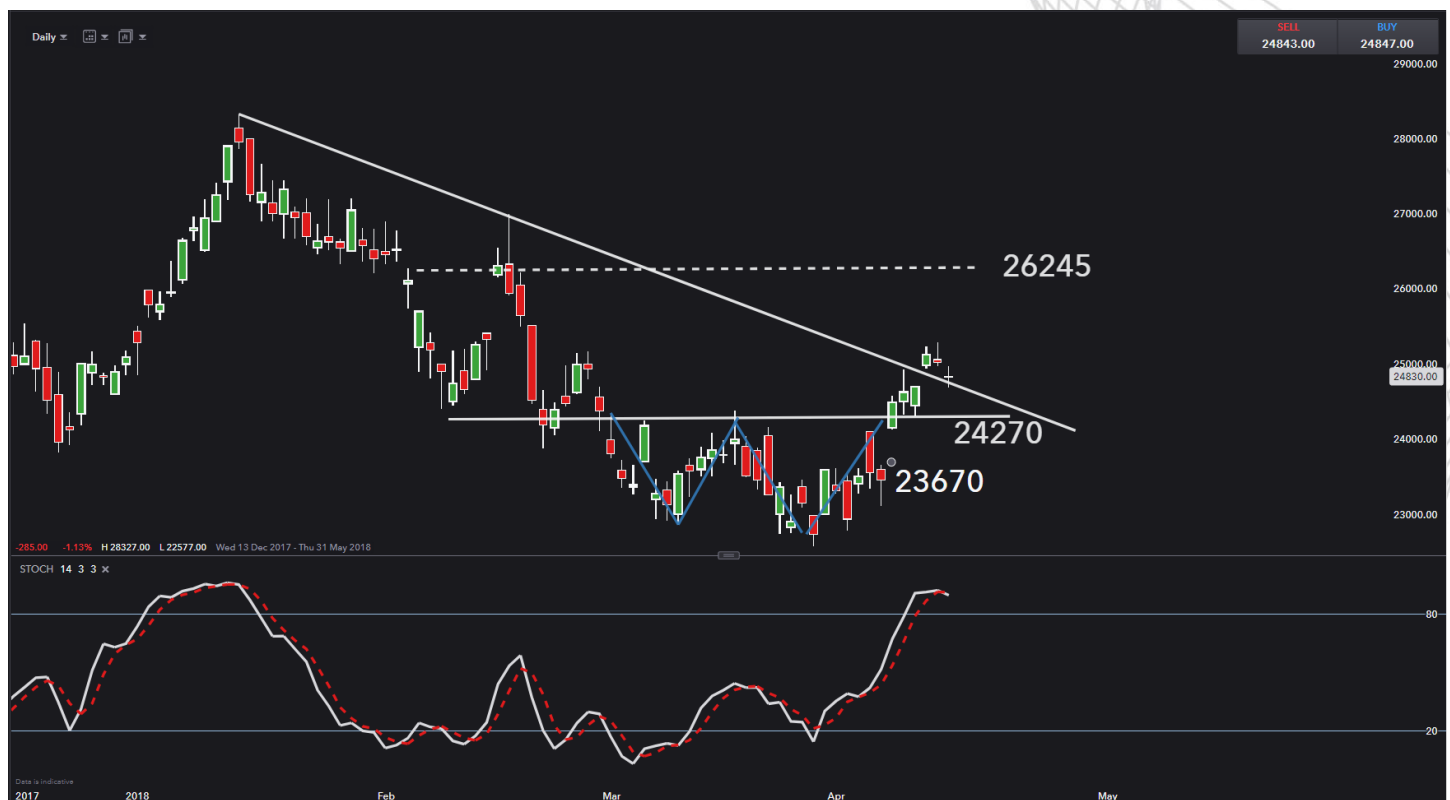 Daily
SELL BUY
24843.00 24847.00
29000.00
28000.00
27000.00
26245
26000.00
25000.00
24830.00
24270
24000.00
23670
23000.00
-285.00 -1.13% H 28327.00 L 22577.00 Wed 13 Dec 2017 - Thu 31 May 2018
STOCH 14 3 3 ×
80
20
Data is indicative
2017 2018 Feb Mar Apr May